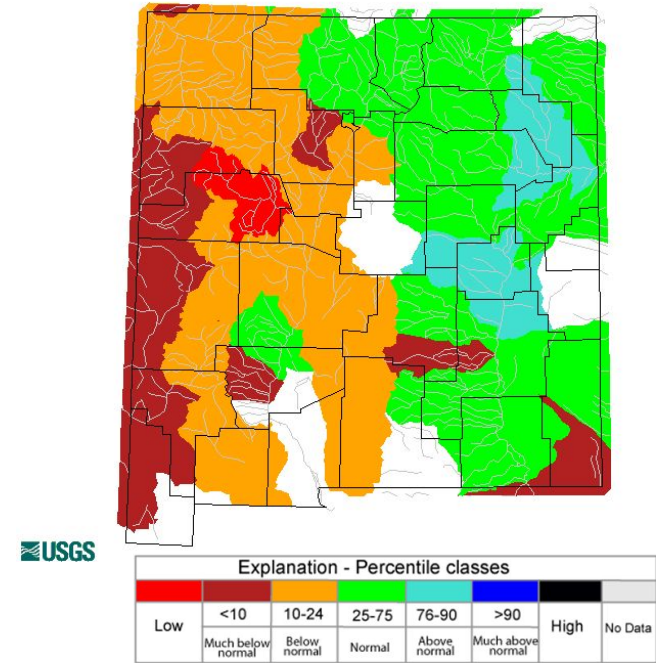 USGS
Explanation - Percentile classes
Low
<10
10-24
25-75
76-90
>90
High
No Data
Much below
normal
Below
normal
Normal
Above
normal
Much above
normal